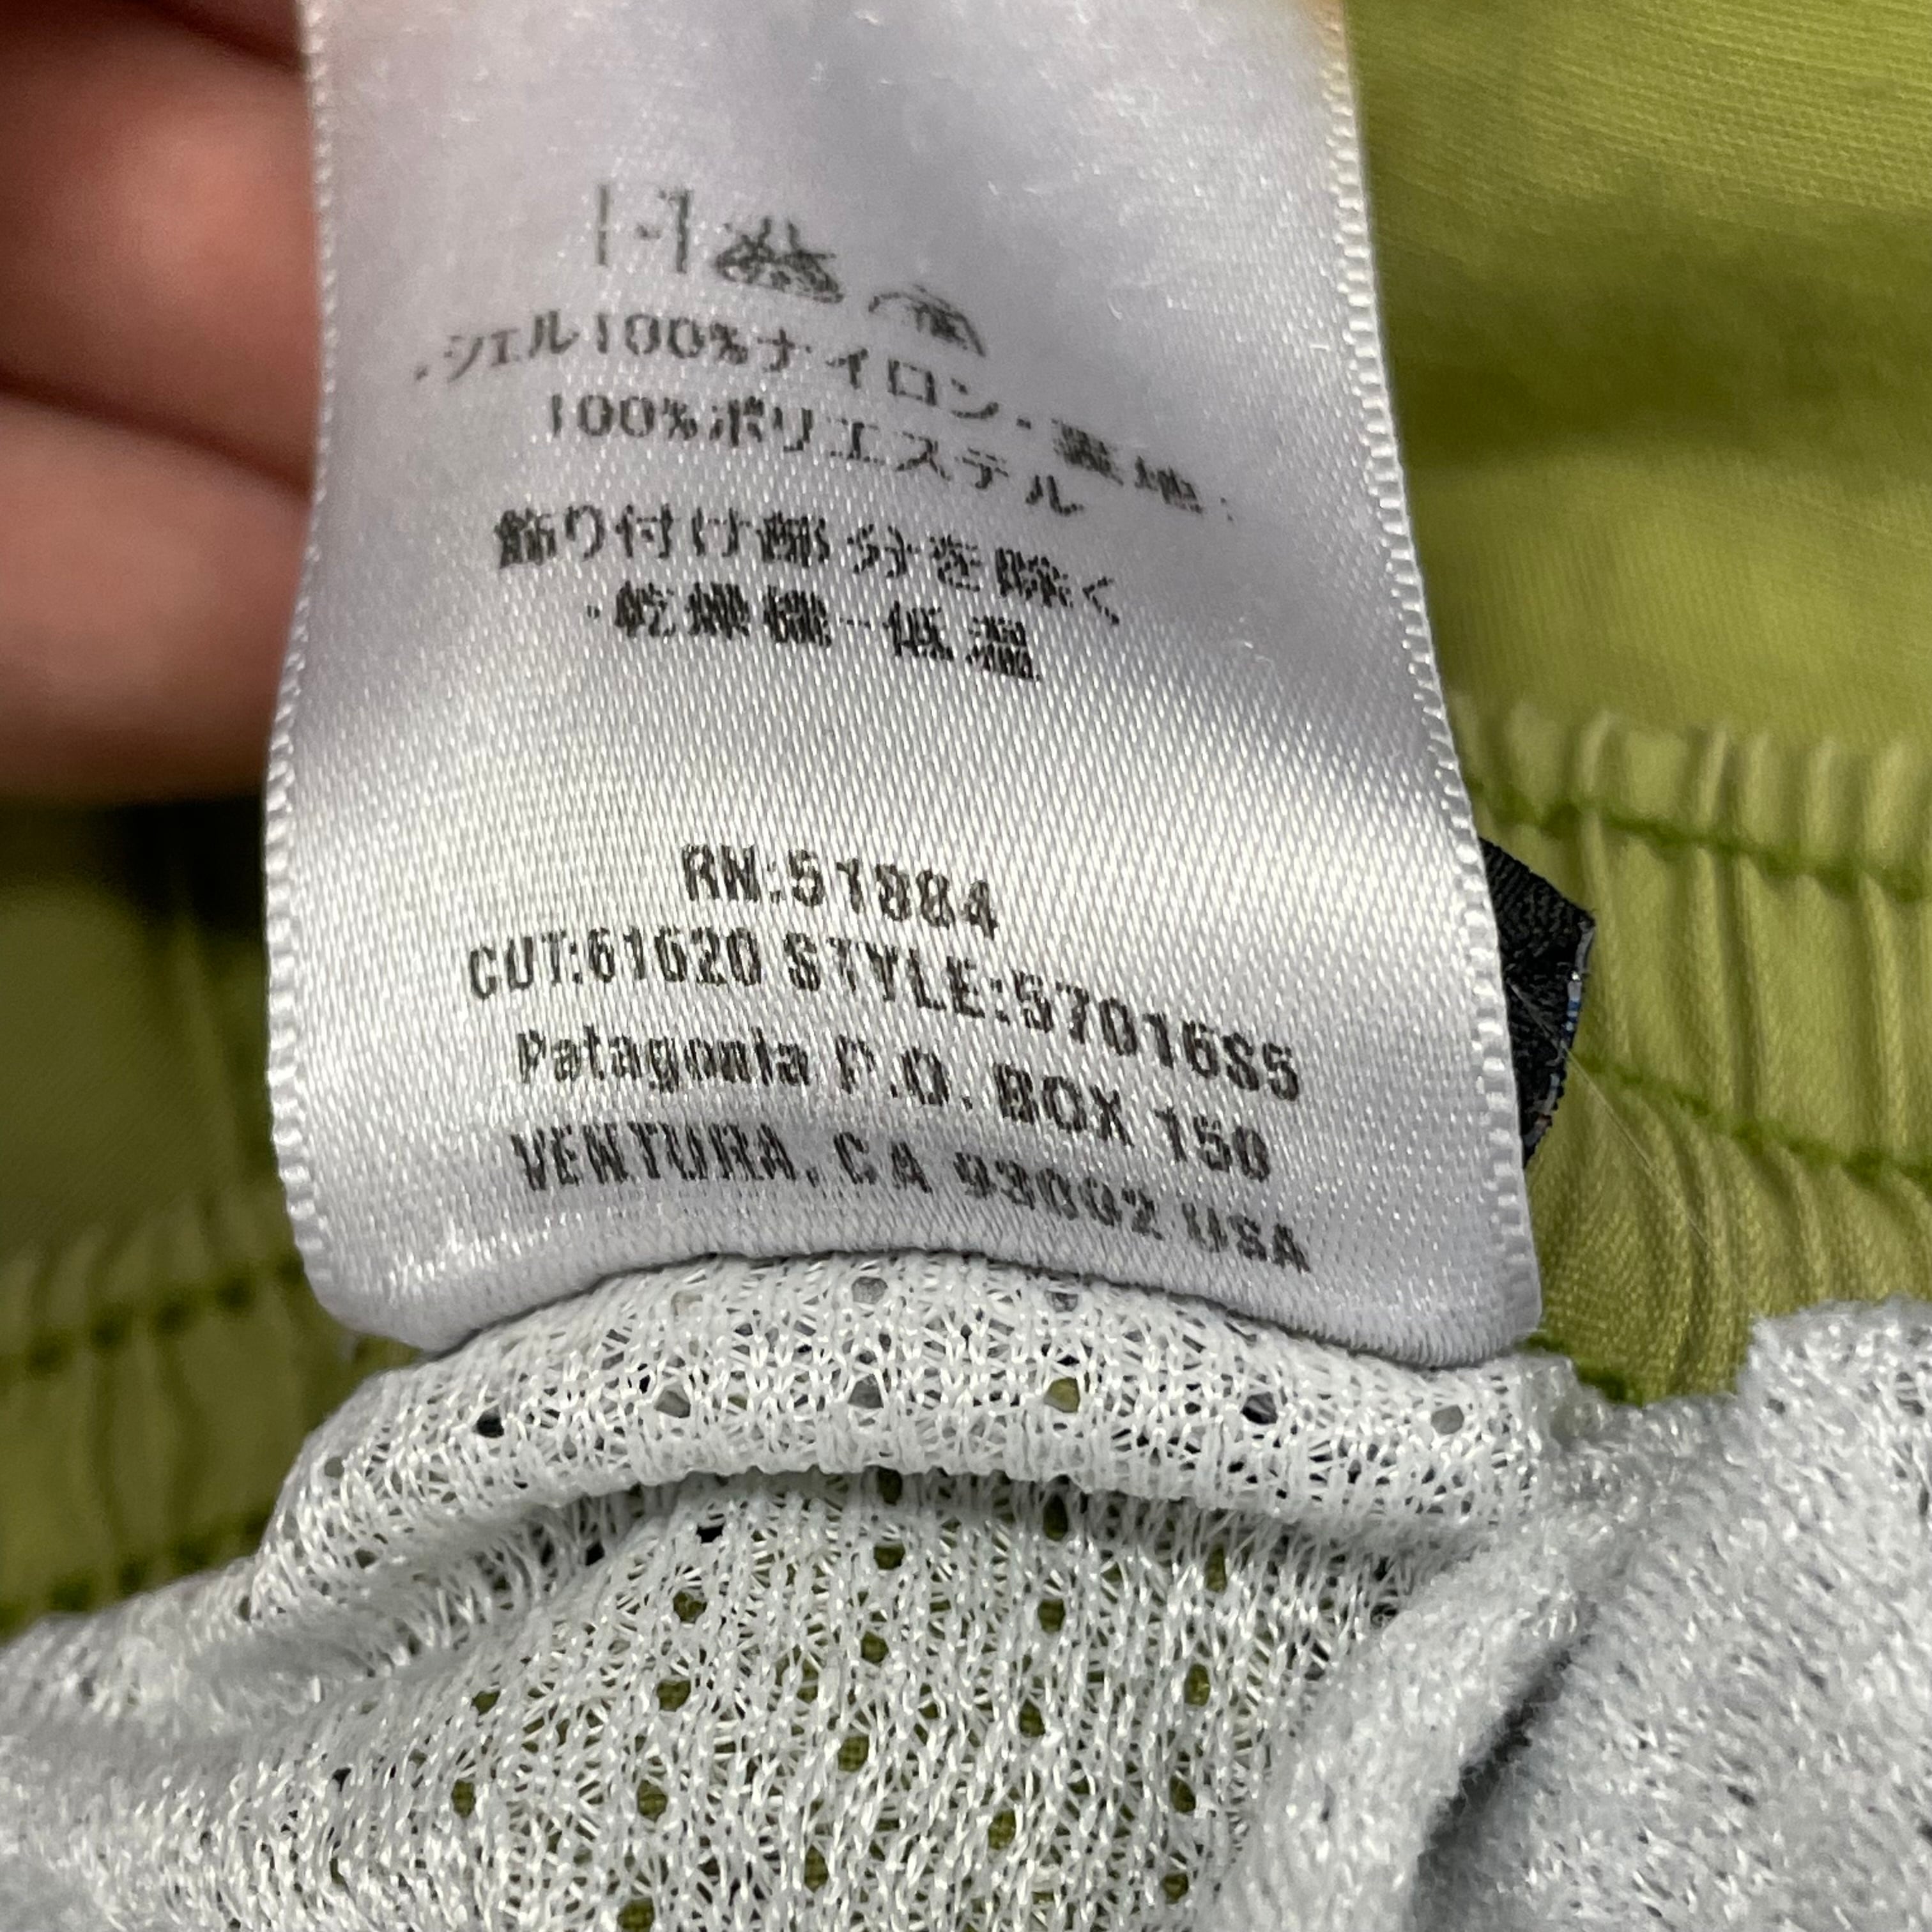 ・シェル100%ナイロン・裏地:
100%ポリエステル
飾り付け部分を除く
・乾燥機-低温
RN:51884
CUT:61620 STYLE:57016S5
Patagonia P.O. BOX 150
VENTURA, CA 93002 USA